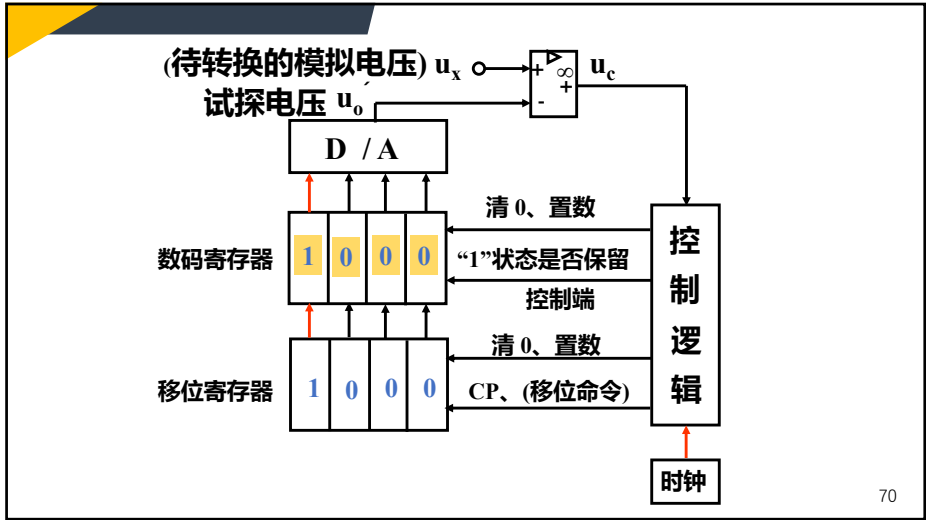 (待转换的模拟电压) uₓ
+
∞
+
-
u_c
试探电压 uₒ′
D / A
清 0、置数
数码寄存器
1 0 0 0
“1”状态是否保留
控制端
控制逻辑
清 0、置数
移位寄存器
1 0 0 0
CP、(移位命令)
时钟
70